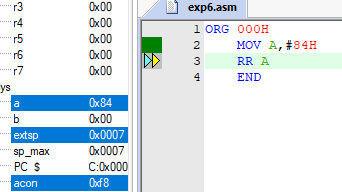 r3 0x00
r4 0x00
r5 0x00
r6 0x00
r7 0x00
ys
a 0x84
b 0x00
extsp 0x0007
sp_max 0x0007
PC $ C:0x000
acon 0xf8
exp6.asm
1 ORG 000H
2 MOV A,#84H
3 RR A
4 END